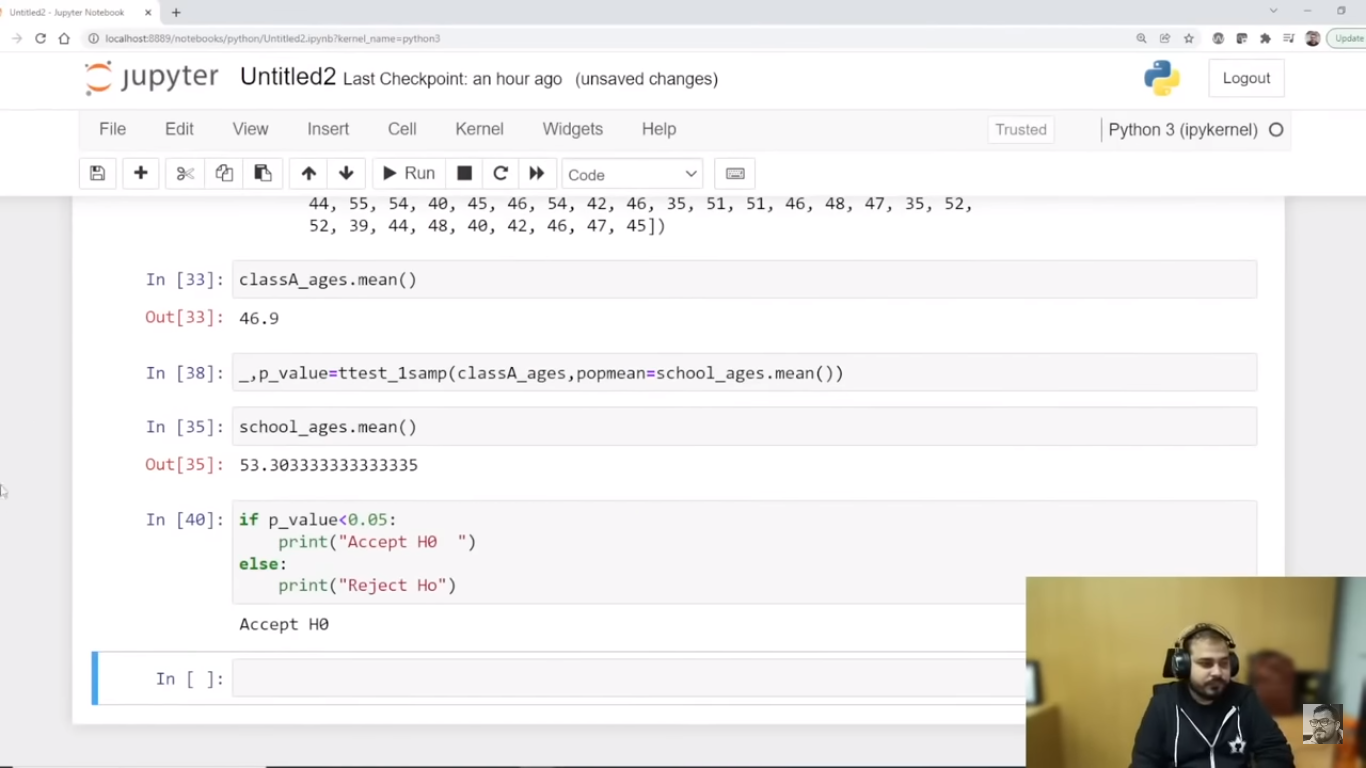 Untitled2 - Jupyter Notebook
localhost:8889/notebooks/python/Untitled2.ipynb?kernel_name=python3
Update
jupyter Untitled2 Last Checkpoint: an hour ago (unsaved changes)
Logout
File Edit View Insert Cell Kernel Widgets Help
Trusted
Python 3 (ipykernel)
Run
Code
44, 55, 54, 40, 45, 46, 54, 42, 46, 35, 51, 51, 46, 48, 47, 35, 52,
52, 39, 44, 48, 40, 42, 46, 47, 45])
In [33]: classA_ages.mean()
Out[33]: 46.9
In [38]: _,p_value=ttest_1samp(classA_ages,popmean=school_ages.mean())
In [35]: school_ages.mean()
Out[35]: 53.303333333333335
In [40]: if p_value<0.05:
print("Accept H0  ")
else:
print("Reject Ho")
Accept H0
In [ ]: